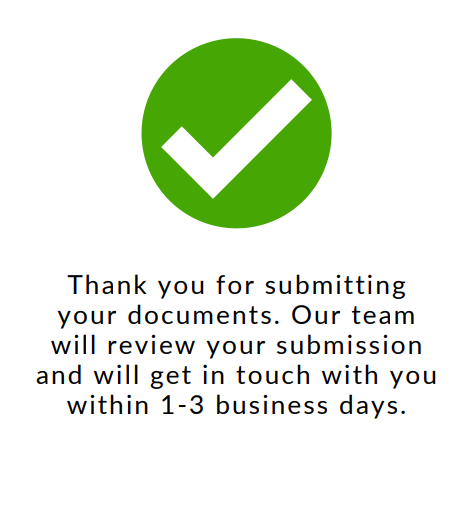 Thank you for submitting
your documents. Our team
will review your submission
and will get in touch with you
within 1-3 business days.